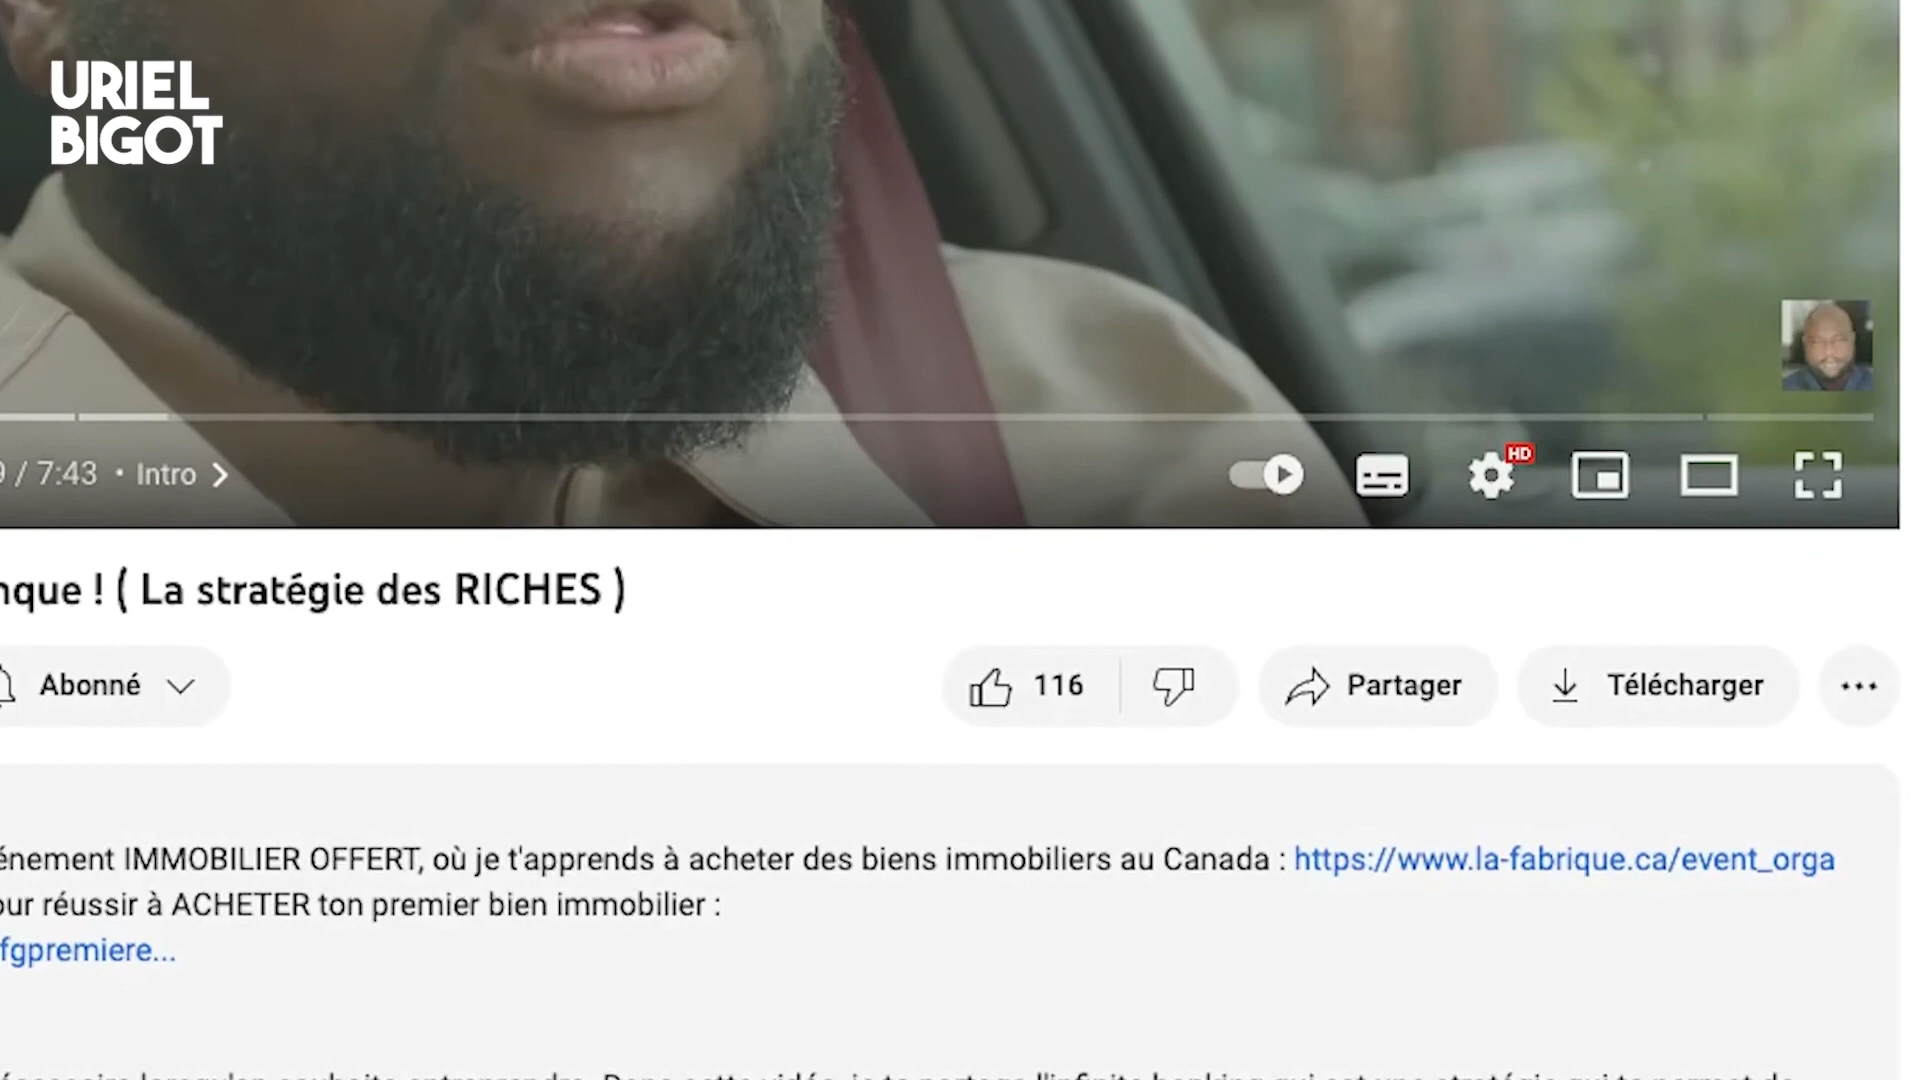 URIEL
BIGOT
/ 7:43 • Intro
HD
nque ! ( La stratégie des RICHES )
Abonné
116
Partager
Télécharger
énement IMMOBILIER OFFERT, où je t'apprends à acheter des biens immobiliers au Canada : https://www.la-fabrique.ca/event_orga
our réussir à ACHETER ton premier bien immobilier :
fgpremiere...